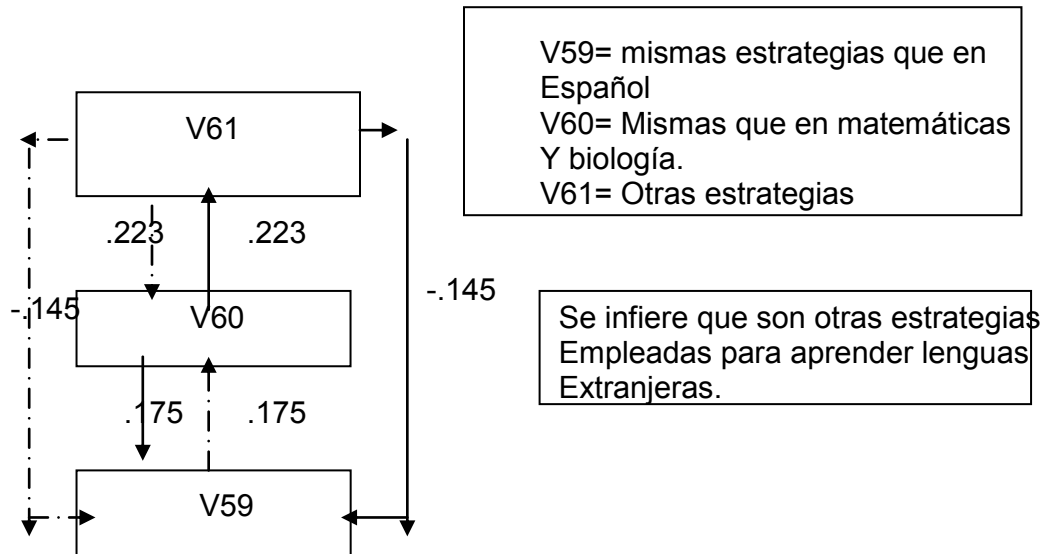 V59= mismas estrategias que en
Español
V60= Mismas que en matemáticas
Y biología.
V61= Otras estrategias
V61
.223 .223
-.145 -.145
V60
Se infiere que son otras estrategias
Empleadas para aprender lenguas
Extranjeras.
.175 .175
V59